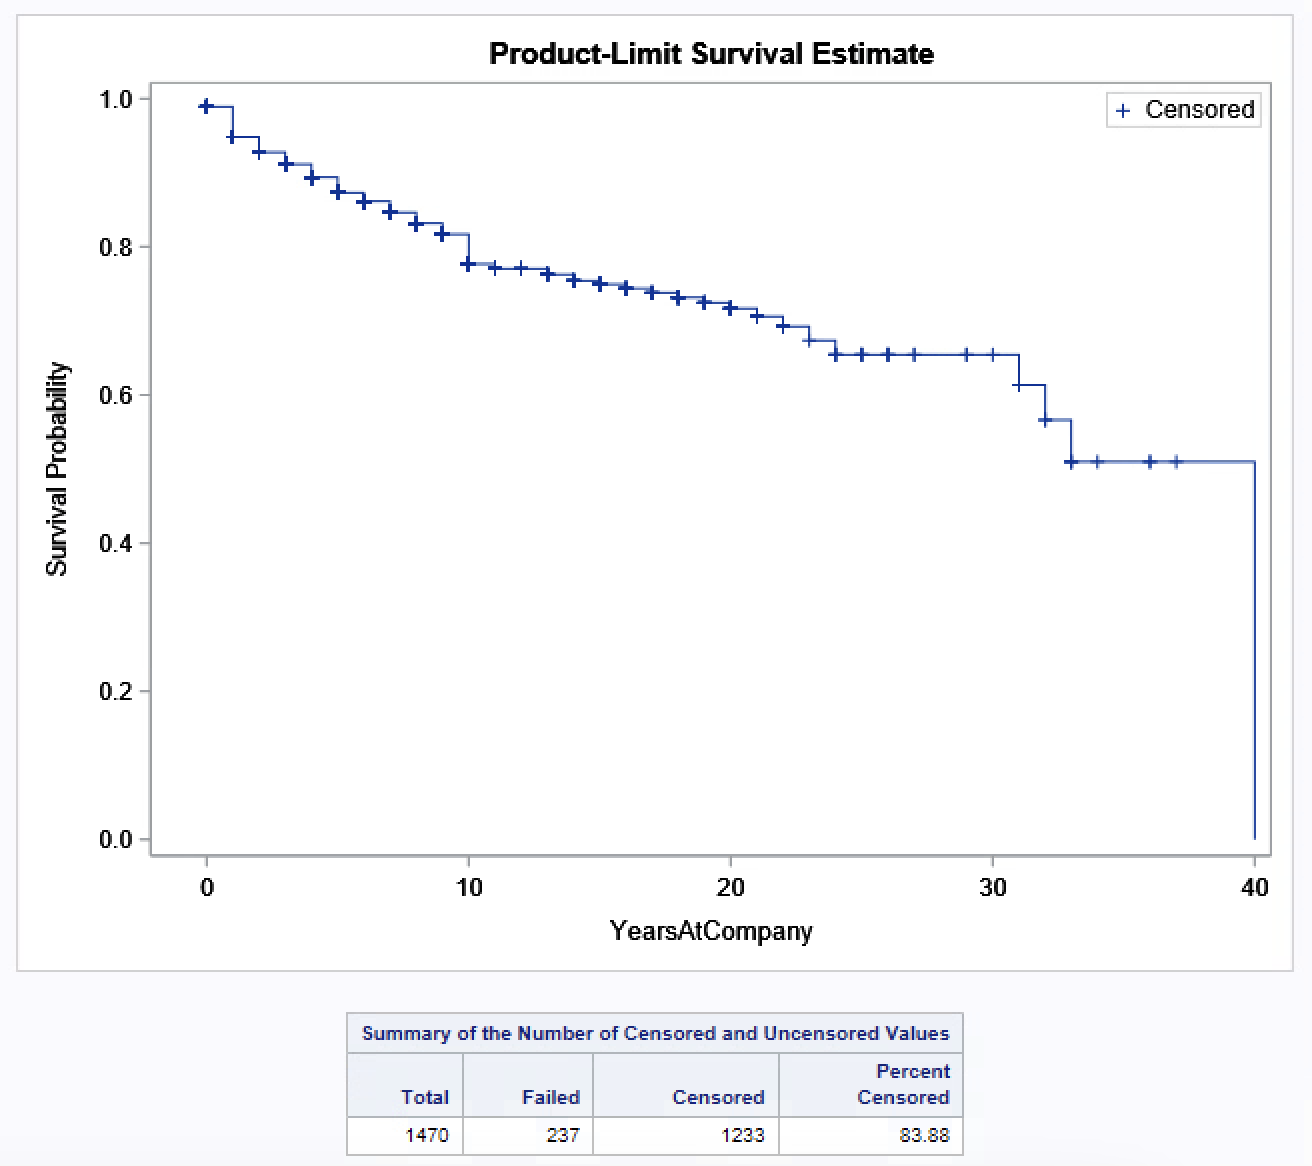 Product-Limit Survival Estimate
+ Censored
1.0
0.8
0.6
0.4
0.2
0.0
Survival Probability
0 10 20 30 40
YearsAtCompany
Summary of the Number of Censored and Uncensored Values
Total Failed Censored Percent Censored
1470 237 1233 83.88